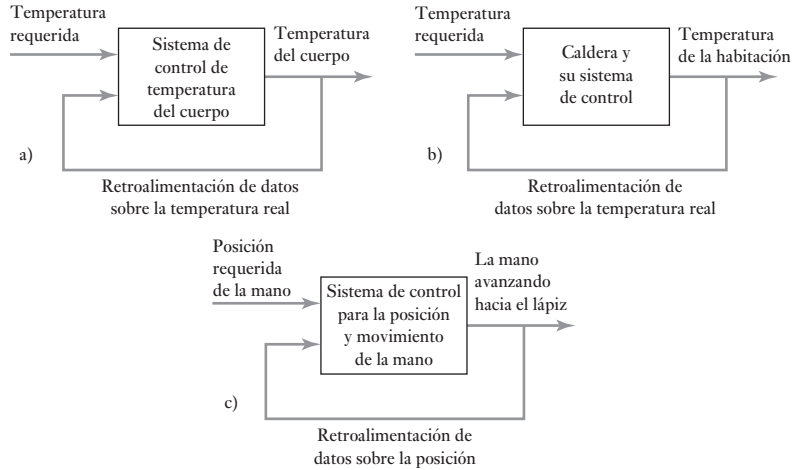 Temperatura
requerida
Sistema de
control de
temperatura
del cuerpo
Temperatura
del cuerpo
a)
Retroalimentación de datos
sobre la temperatura real
Temperatura
requerida
Caldera y
su sistema
de control
Temperatura
de la habitación
b)
Retroalimentación de
datos sobre la temperatura real
Posición
requerida
de la mano
Sistema de control
para la posición
y movimiento
de la mano
La mano
avanzando
hacia el lápiz
c)
Retroalimentación de
datos sobre la posición